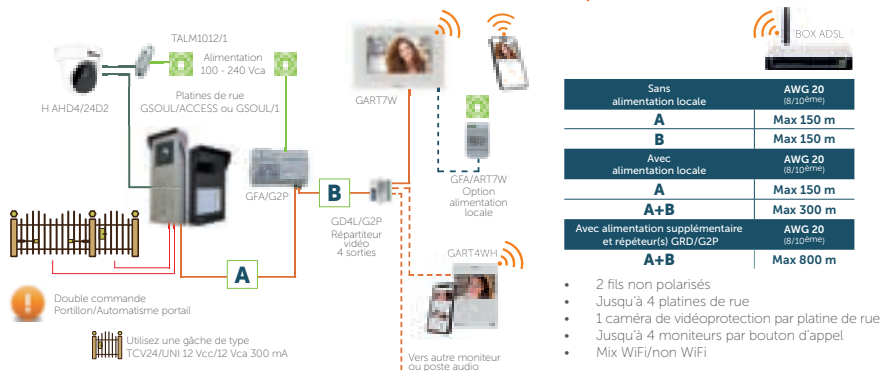 TALM1012/1
Alimentation
100 - 240 Vca
H AHD4/24D2
Platines de rue
GSOUL/ACCESS ou GSOUL/1
GFA/G2P
A
B
GD4L/G2P
Répartiteur
vidéo
4 sorties
GART7W
GFA/ART7W
Option
alimentation
locale
GART4WH
Vers autre moniteur
ou poste audio
Double commande
Portillon/Automatisme portail
Utilisez une gâche de type
TCV24/UNI 12 Vcc/12 Vca 300 mA
BOX ADSL
Sans alimentation locale AWG 20 (8/10ème)
A Max 150 m
B Max 150 m
Avec alimentation locale AWG 20 (8/10ème)
A Max 150 m
A+B Max 300 m
Avec alimentation supplémentaire et répéteur(s) GRD/G2P AWG 20 (8/10ème)
A+B Max 800 m
• 2 fils non polarisés
• Jusqu'à 4 platines de rue
• 1 caméra de vidéoprotection par platine de rue
• Jusqu'à 4 moniteurs par bouton d'appel
• Mix WiFi/non WiFi